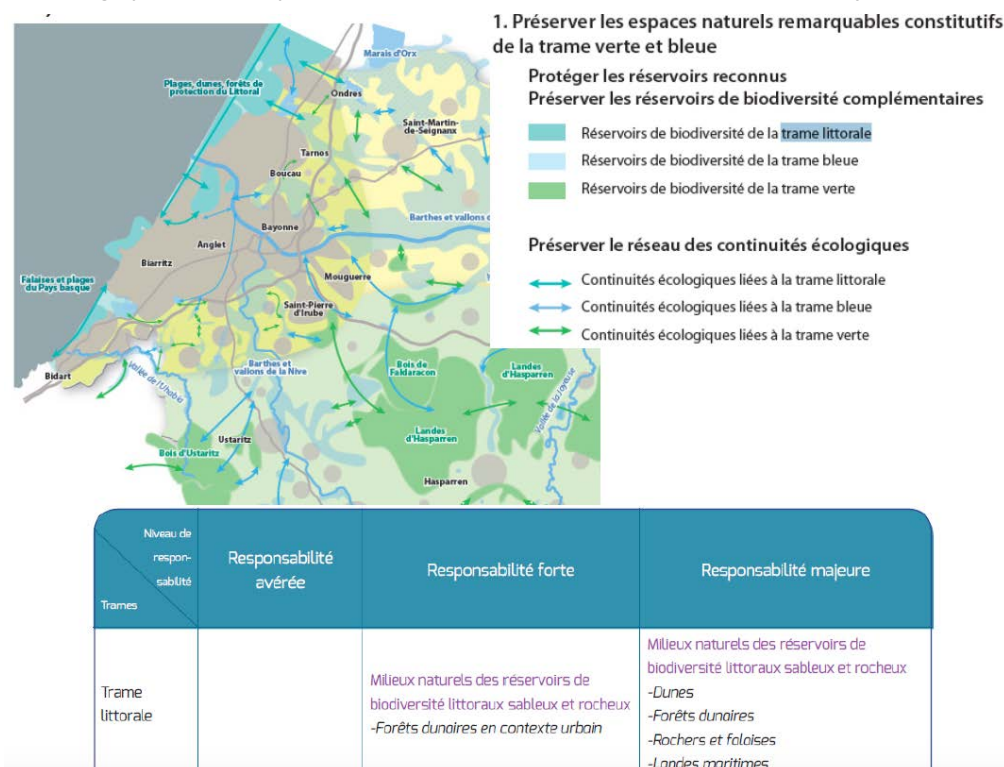 Marais d'Orx
Plages, dunes, forêts de
protection du Littoral
Ondres
Saint-Martin-
de-Seignanx
Tarnos
Boucau
Barthes et vallons
Bayonne
Anglet
Biarritz
Mouguerre
Falaises et plages
du Pays basque
Saint-Pierre
d'Irube
Bidart
Vallée de l'Uhabia
Barthes et
vallons de la Nive
Bois de
Faldaracon
Landes
d'Hasparren
Vallée de la Joyeuse
Landes
d'Hasparren
Ustaritz
Bois d'Ustaritz
Hasparren
1. Préserver les espaces naturels remarquables constitutifs
de la trame verte et bleue
Protéger les réservoirs reconnus
Préserver les réservoirs de biodiversité complémentaires
Réservoirs de biodiversité de la trame littorale
Réservoirs de biodiversité de la trame bleue
Réservoirs de biodiversité de la trame verte
Préserver le réseau des continuités écologiques
Continuités écologiques liées à la trame littorale
Continuités écologiques liées à la trame bleue
Continuités écologiques liées à la trame verte
Niveau de
respon-
sabilité
Trames
Responsabilité
avérée
Responsabilité forte
Responsabilité majeure
Trame
littorale
Milieux naturels des réservoirs de
biodiversité littoraux sableux et rocheux
-Forêts dunaires en contexte urbain
Milieux naturels des réservoirs de
biodiversité littoraux sableux et rocheux
-Dunes
-Forêts dunaires
-Rochers et falaises
-Landes maritimes